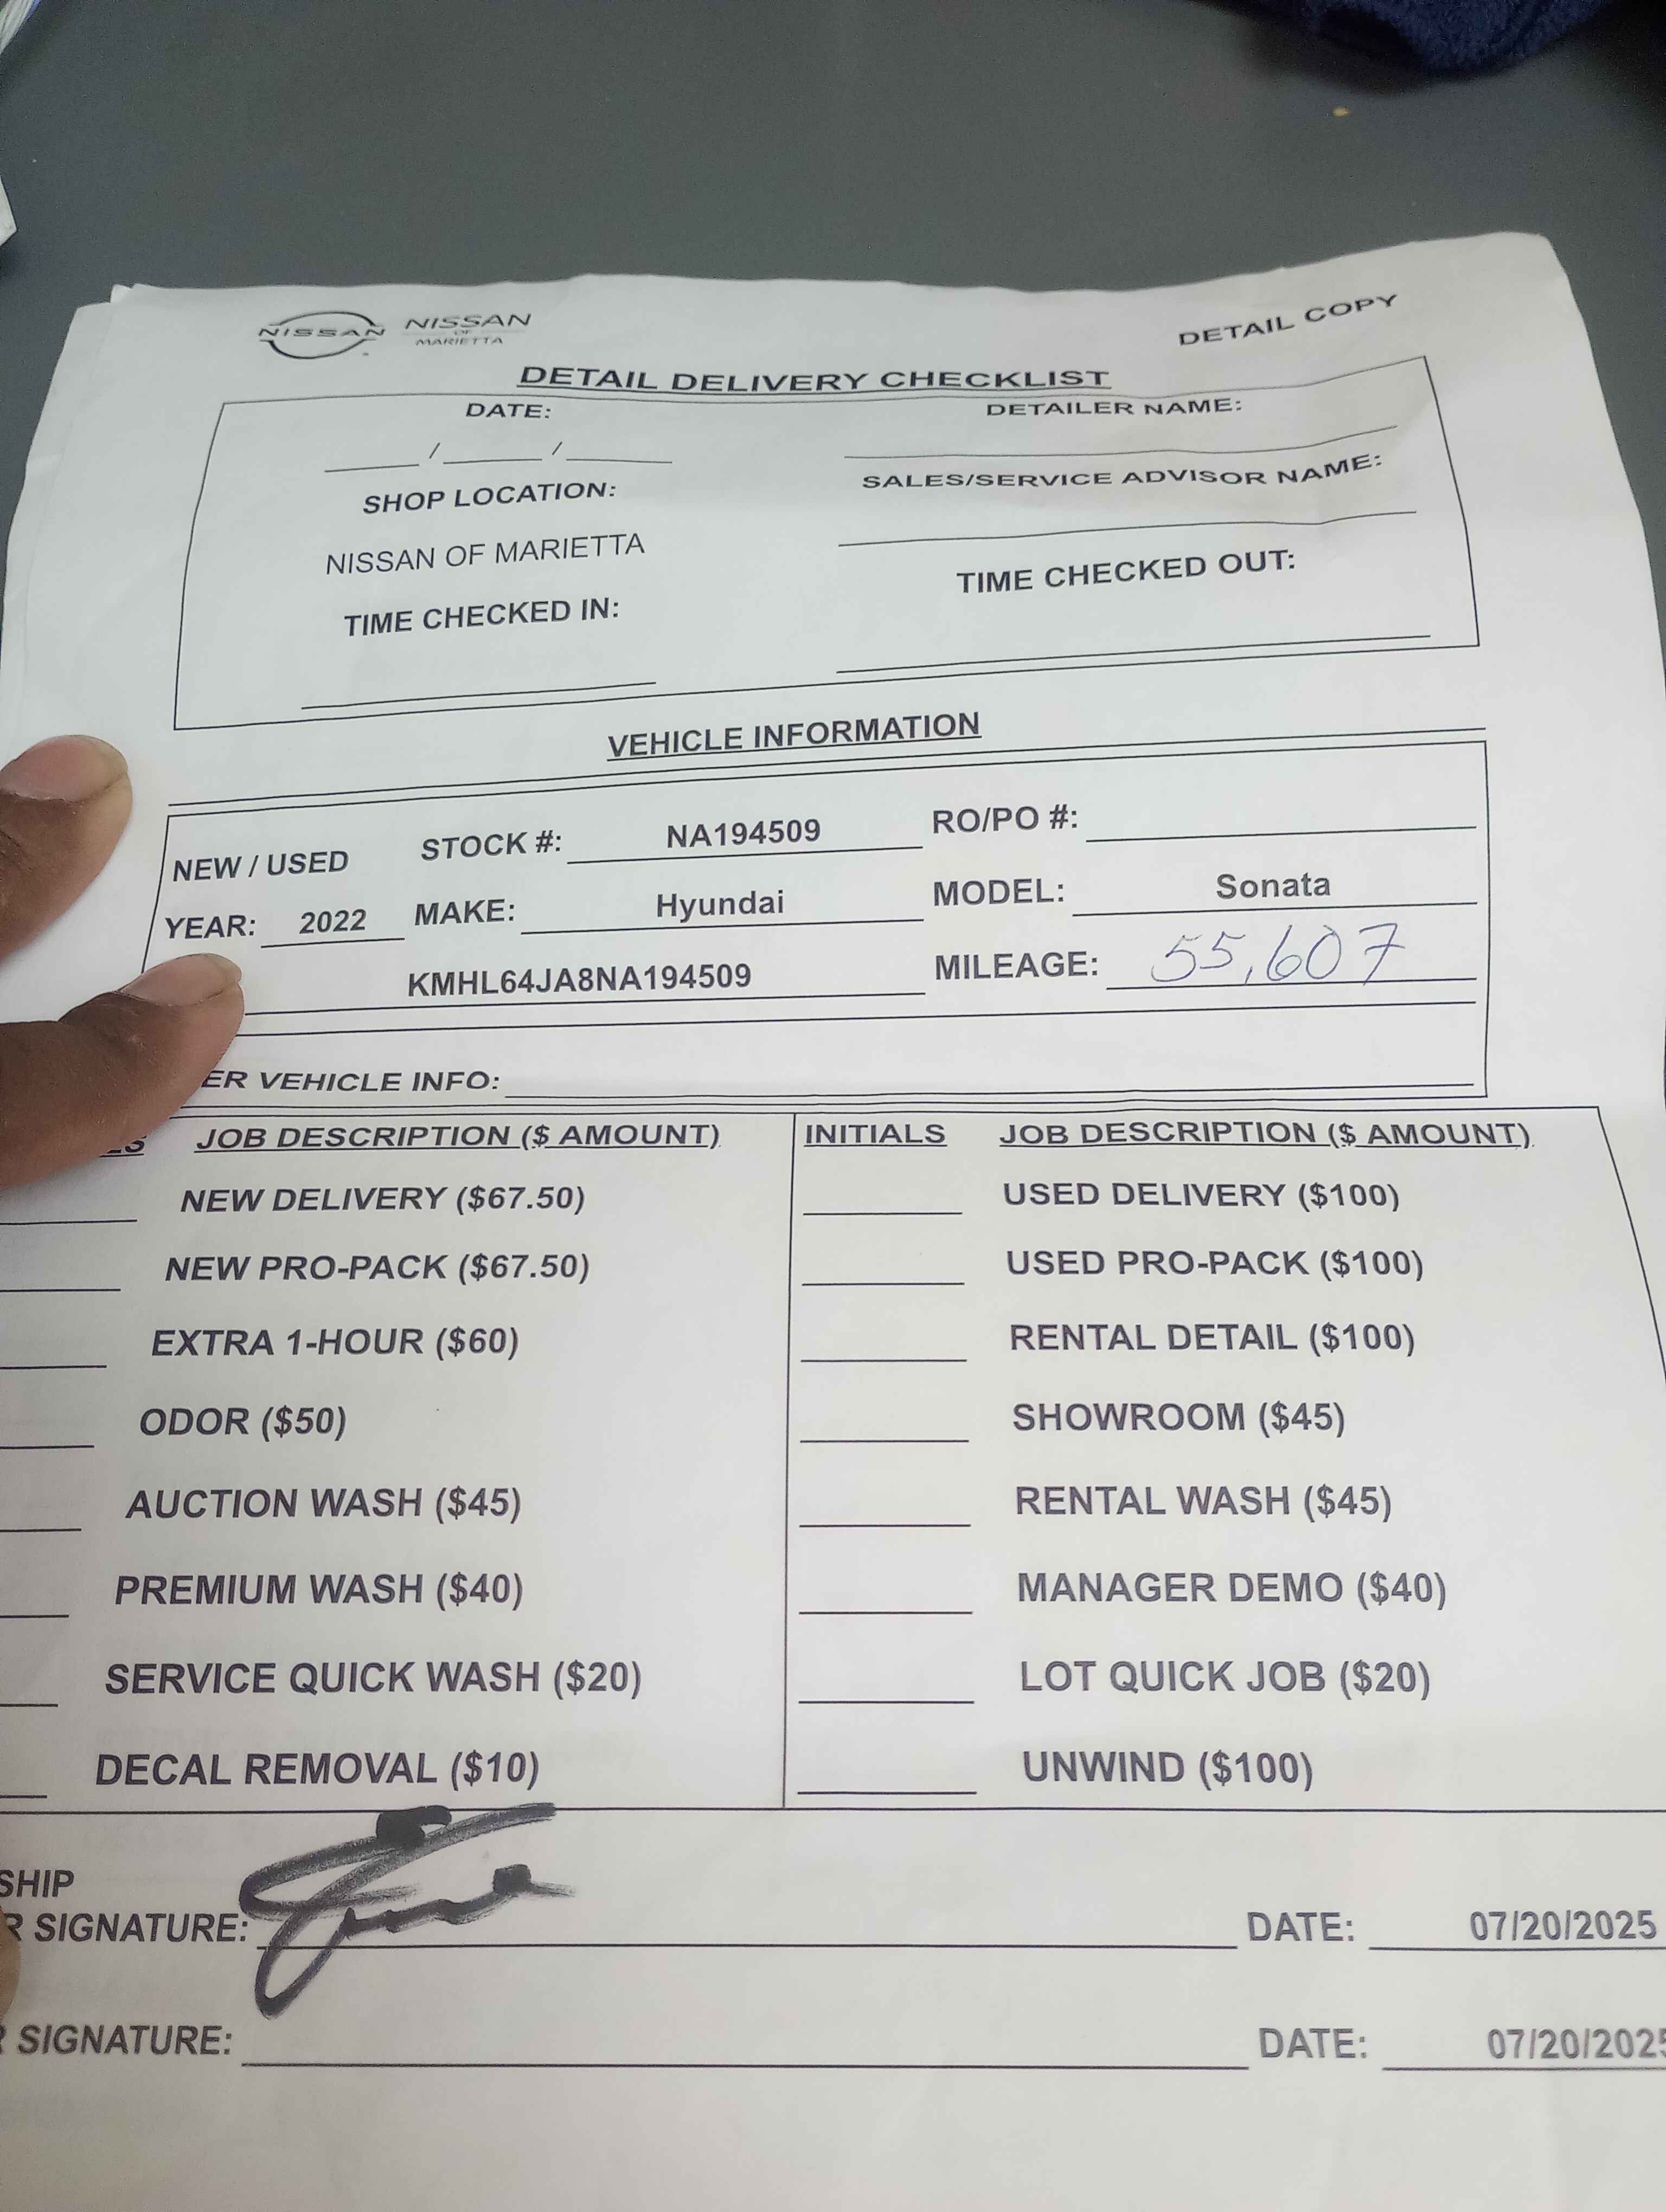 NISSAN NISSAN OF MARIETTA
DETAIL COPY
DETAIL DELIVERY CHECKLIST
DATE: DETAILER NAME:
____/____/____
SALES/SERVICE ADVISOR NAME:
SHOP LOCATION:
NISSAN OF MARIETTA
TIME CHECKED OUT:
TIME CHECKED IN:
VEHICLE INFORMATION
NEW / USED STOCK #: NA194509 RO/PO #:
YEAR: 2022 MAKE: Hyundai MODEL: Sonata
KMHL64JA8NA194509 MILEAGE: 55,607
ER VEHICLE INFO:
JOB DESCRIPTION ($ AMOUNT) INITIALS JOB DESCRIPTION ($ AMOUNT)
NEW DELIVERY ($67.50) USED DELIVERY ($100)
NEW PRO-PACK ($67.50) USED PRO-PACK ($100)
EXTRA 1-HOUR ($60) RENTAL DETAIL ($100)
ODOR ($50) SHOWROOM ($45)
AUCTION WASH ($45) RENTAL WASH ($45)
PREMIUM WASH ($40) MANAGER DEMO ($40)
SERVICE QUICK WASH ($20) LOT QUICK JOB ($20)
DECAL REMOVAL ($10) UNWIND ($100)
SHIP
R SIGNATURE: DATE: 07/20/2025
R SIGNATURE: DATE: 07/20/2025